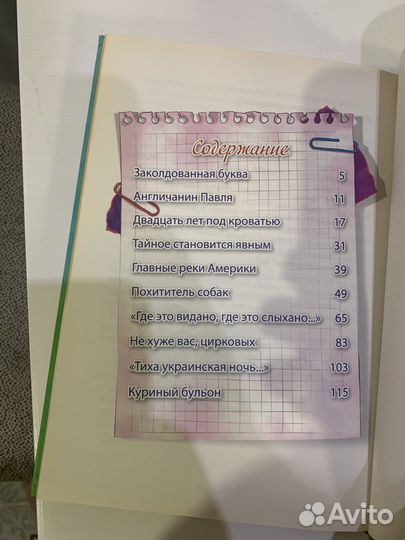 Содержание
Заколдованная буква 5
Англичанин Павля 11
Двадцать лет под кроватью 17
Тайное становится явным 31
Главные реки Америки 39
Похититель собак 49
«Где это видано, где это слыхано...» 65
Не хуже вас, цирковых 83
«Тиха украинская ночь...» 103
Куриный бульон 115
Avito